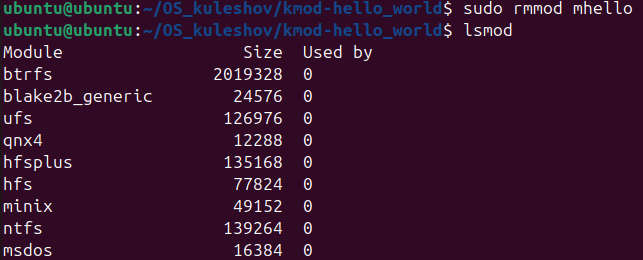 ubuntu@ubuntu:~/OS_kuleshov/kmod-hello_world$ sudo rmmod mhello
ubuntu@ubuntu:~/OS_kuleshov/kmod-hello_world$ lsmod
Module                  Size  Used by
btrfs                2019328  0
blake2b_generic        24576  0
ufs                   126976  0
qnx4                   12288  0
hfsplus               135168  0
hfs                    77824  0
minix                  49152  0
ntfs                  139264  0
msdos                  16384  0